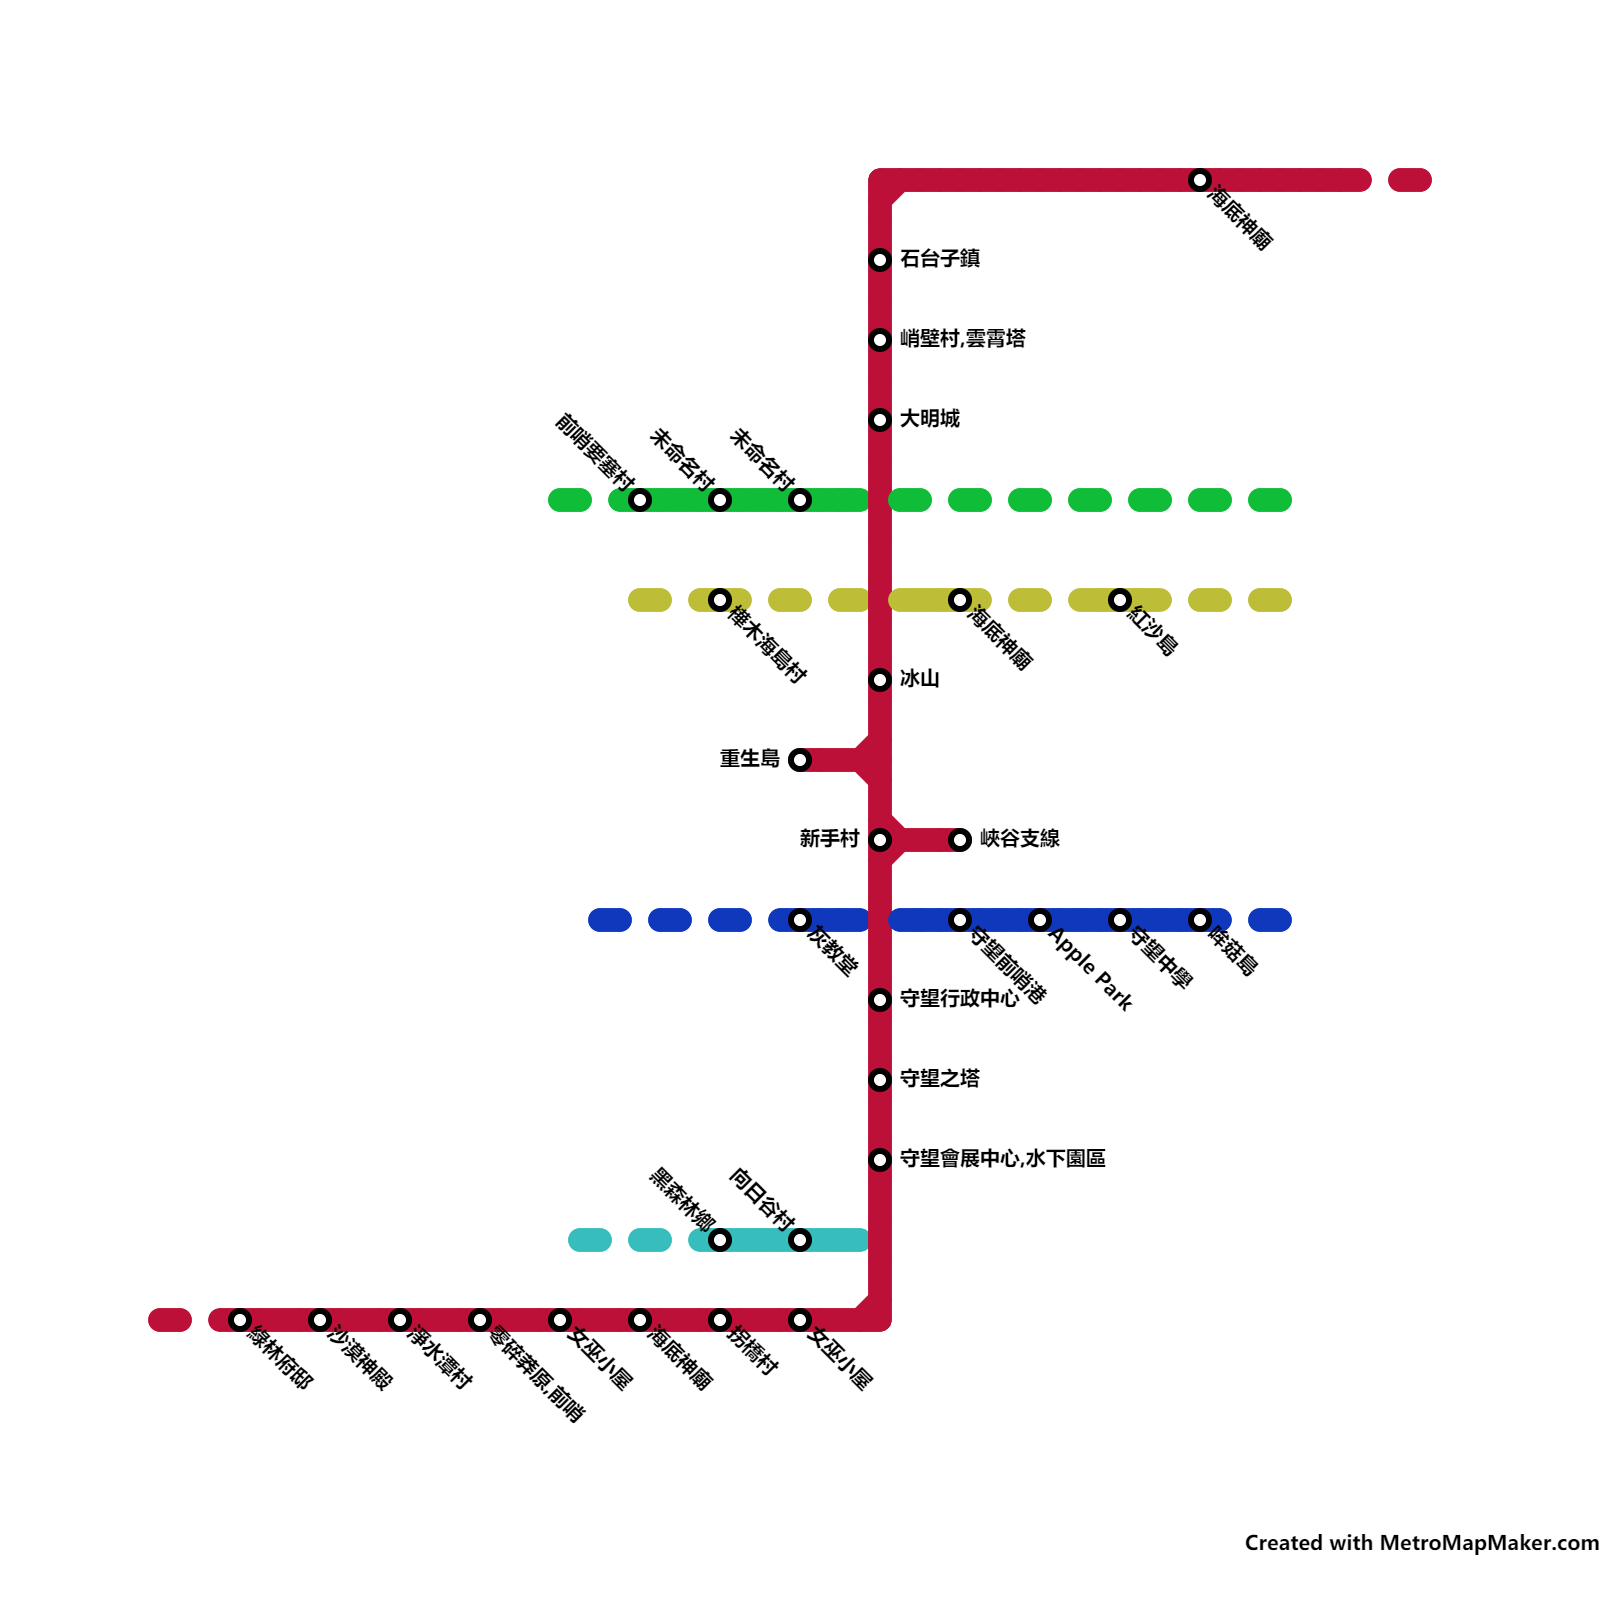 海底神廟
石台子鎮
峭壁村,雲霄塔
大明城
前哨要塞村
未命名村
未命名村
樺木海島村
海底神廟
紅沙島
冰山
重生島
新手村
峽谷支線
灰教堂
守望前哨港
Apple Park
守望中學
哞菇島
守望行政中心
守望之塔
守望會展中心,水下園區
黑森林鄉
向日谷村
綠林府邸
沙漠神殿
淨水潭村
零碎莽原,前哨
女巫小屋
海底神廟
拐橋村
女巫小屋
Created with MetroMapMaker.com